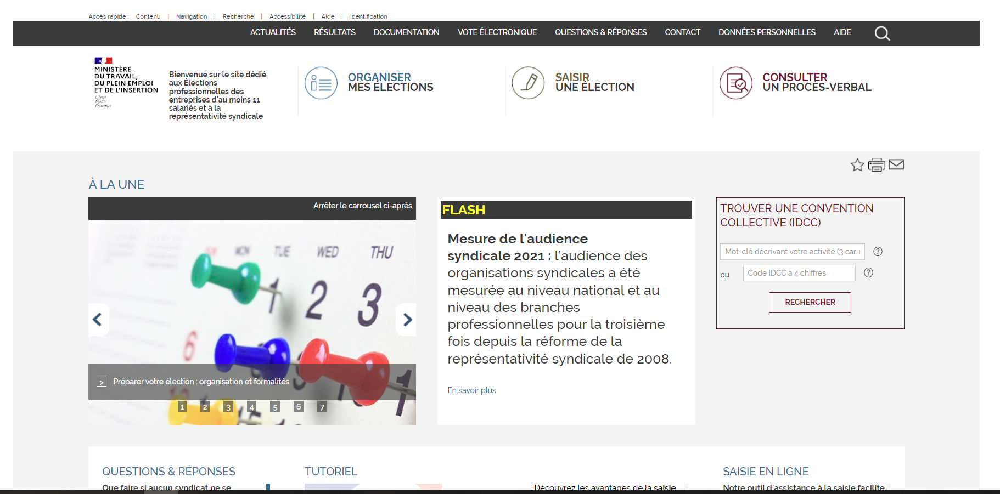 Accès rapide : Contenu | Navigation | Recherche | Accessibilité | Aide | Identification
ACTUALITÉS RÉSULTATS DOCUMENTATION VOTE ÉLECTRONIQUE QUESTIONS & RÉPONSES CONTACT DONNÉES PERSONNELLES AIDE
MINISTÈRE
DU TRAVAIL,
DU PLEIN EMPLOI
ET DE L'INSERTION
Liberté
Égalité
Fraternité
Bienvenue sur le site dédié
aux Élections
professionnelles des
entreprises d'au moins 11
salariés et à la
représentativité syndicale
ORGANISER
MES ÉLECTIONS
SAISIR
UNE ÉLECTION
CONSULTER
UN PROCÈS-VERBAL
À LA UNE
Arrêter le carrousel ci-après
SUN MON TUE WED THU
1 2 3
6
Préparer votre élection : organisation et formalités
1 2 3 4 5 6 7
FLASH
Mesure de l'audience
syndicale 2021 : l'audience des
organisations syndicales a été
mesurée au niveau national et au
niveau des branches
professionnelles pour la troisième
fois depuis la réforme de la
représentativité syndicale de 2008.
En savoir plus
TROUVER UNE CONVENTION
COLLECTIVE (IDCC)
Mot-clé décrivant votre activité (3 car.
?
ou Code IDCC à 4 chiffres
?
RECHERCHER
QUESTIONS & RÉPONSES
Que faire si aucun syndicat ne se
TUTORIEL
Découvrez les avantages de la saisie
SAISIE EN LIGNE
Notre outil d'assistance à la saisie facilite